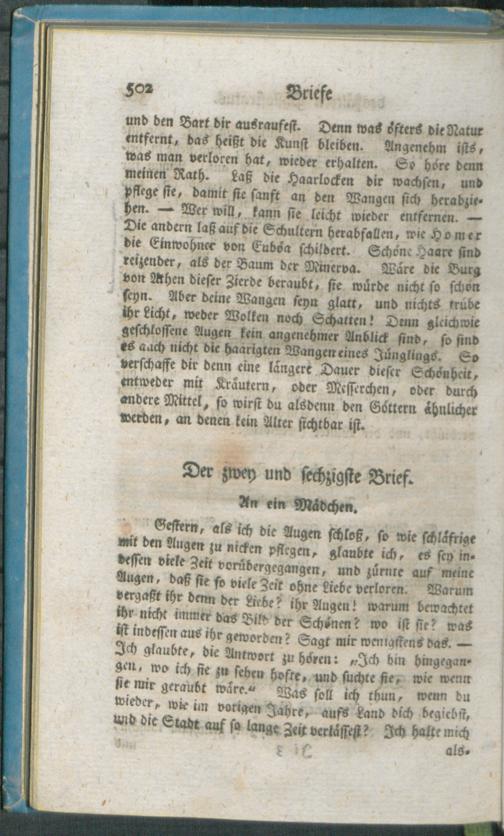 502 Briefe
und den Bart dir ausraufest. Denn was öfters die Natur
entfernt, das heißt die Kunst bleiben. Angenehm ists,
was man verloren hat, wieder erhalten. So höre denn
meinen Rath. Laß die Haarlocken dir wachsen, und
pflege sie, damit sie sanft an den Wangen sich herabzie-
hen. — Wer will, kann sie leicht wieder entfernen. —
Die andern laß auf die Schultern herabfallen, wie Homer
die Einwohner von Euböa schildert. Schöne Haare sind
reizender, als der Baum der Minerva. Wäre die Burg
von Athen dieser Zierde beraubt, sie würde nicht so schön
seyn. Aber deine Wangen seyn glatt, und nichts trübe
ihr Licht, weder Wolken noch Schatten! Denn gleichwie
geschlossene Augen kein angenehmer Anblick sind, so sind
es auch nicht die haarigten Wangen eines Jünglings. So
verschaffe dir denn eine längere Dauer dieser Schönheit,
entweder mit Kräutern, oder Messerchen, oder durch
andere Mittel, so wirst du alsdenn den Göttern ähnlicher
werden, an denen kein Alter sichtbar ist.
Der zwey und sechzigste Brief.
An ein Mädchen.
Gestern, als ich die Augen schloß, so wie schläfrige
mit den Augen zu nicken pflegen, glaubte ich, es sey in-
dessen viele Zeit vorübergegangen, und zürnte auf meine
Augen, daß sie so viele Zeit ohne Liebe verloren. Warum
vergaßt ihr denn der Liebe? ihr Augen! warum bewachtet
ihr nicht immer das Bild der Schönen? wo ist sie? was
ist indessen aus ihr geworden? Sagt mir wenigstens das. —
Ich glaubte, die Antwort zu hören: „Ich bin hingegan-
gen, wo ich sie zu sehen hofte, und suchte sie, wie wenn
sie mir geraubt wäre.“ Was soll ich thun, wenn du
wieder, wie im vorigen Jahre, aufs Land dich begiebst,
und die Stadt auf so lange Zeit verlässest? Ich halte mich
als-